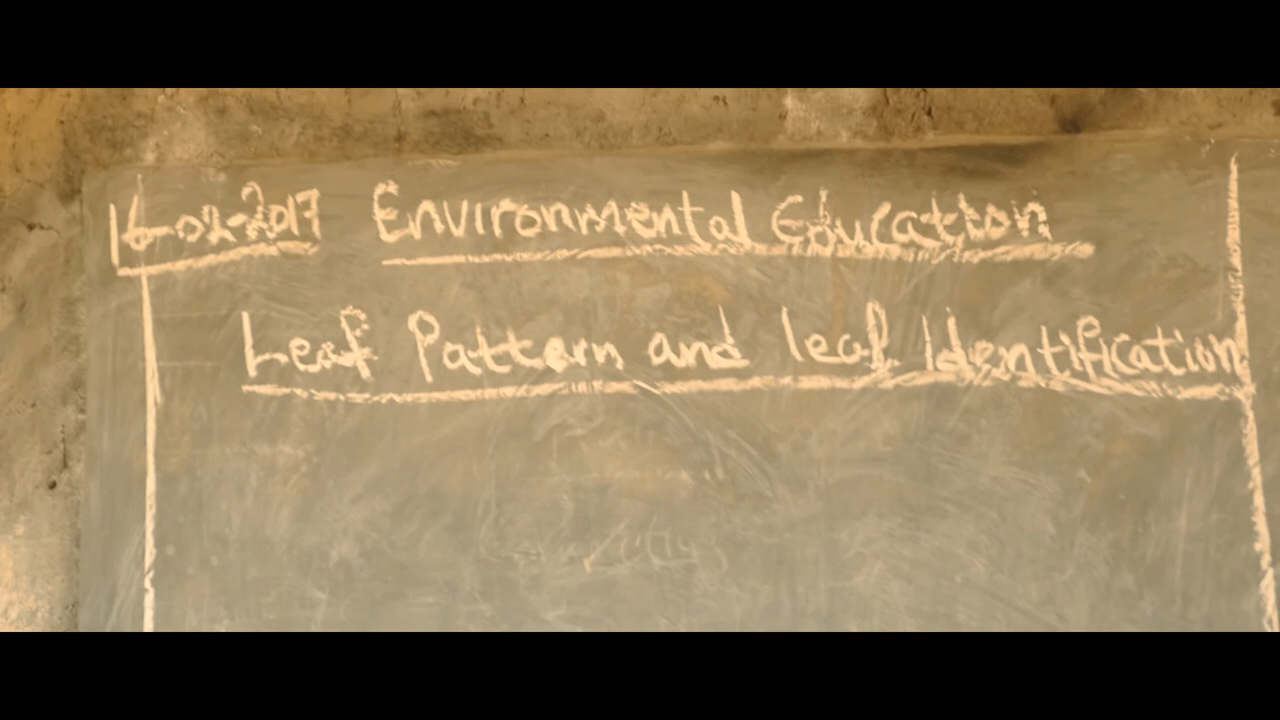 16-02-2017 Environmental Education
Leaf Pattern and leaf Identification